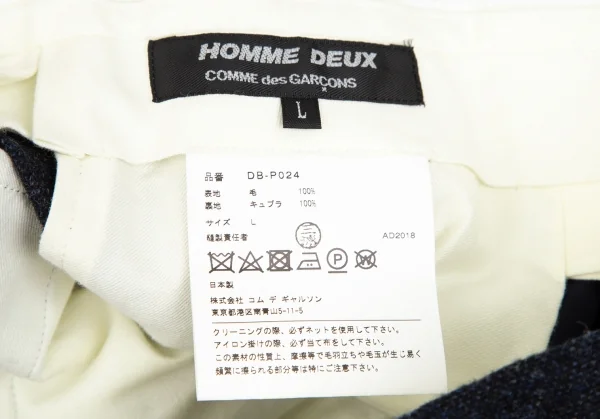 HOMME DEUX
COMME des GARÇONS
L
品番 DB-P024
表地 毛 100%
裏地 キュプラ 100%
サイズ L
縫製責任者 AD2018
P W
日本製
株式会社 コム デ ギャルソン
東京都港区南青山5-11-5
クリーニングの際、必ずネットを使用して下さい。
アイロン掛けの際、必ず当て布をして下さい。
この素材の性質上、摩擦等で毛羽立ちや毛玉が生じ易く
頻繁に擦られる部分等は特にご注意下さい。